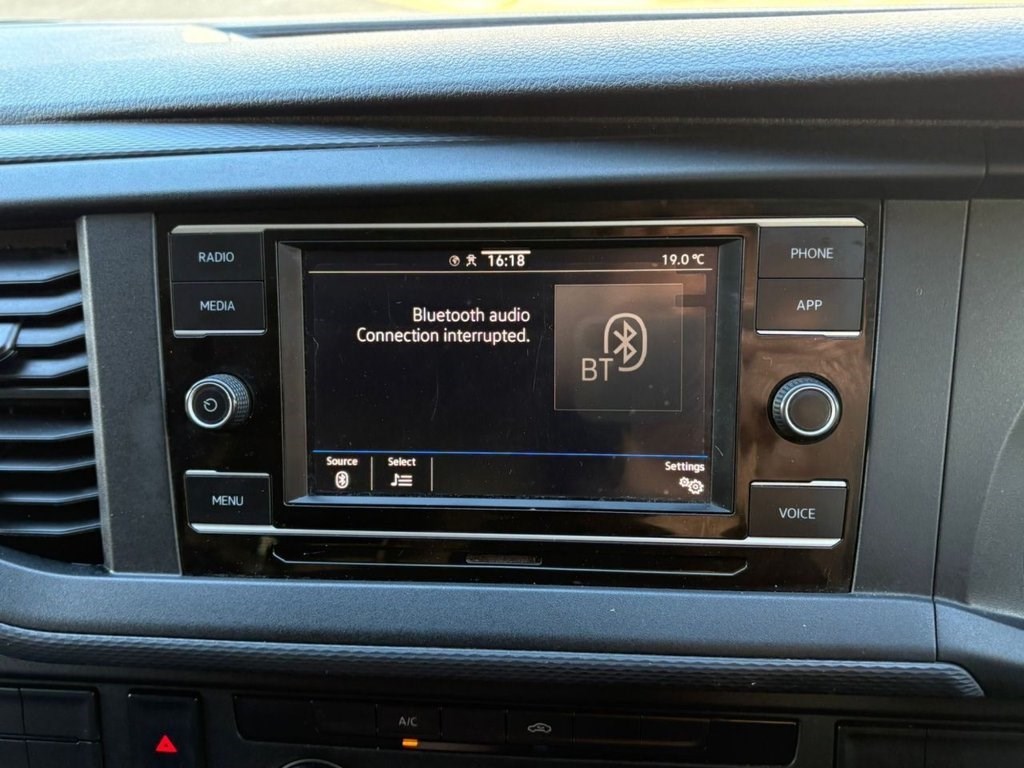 RADIO
MEDIA
MENU
16:18
19.0 °C
Bluetooth audio
Connection interrupted.
BT
Source
Select
Settings
PHONE
APP
VOICE
A/C